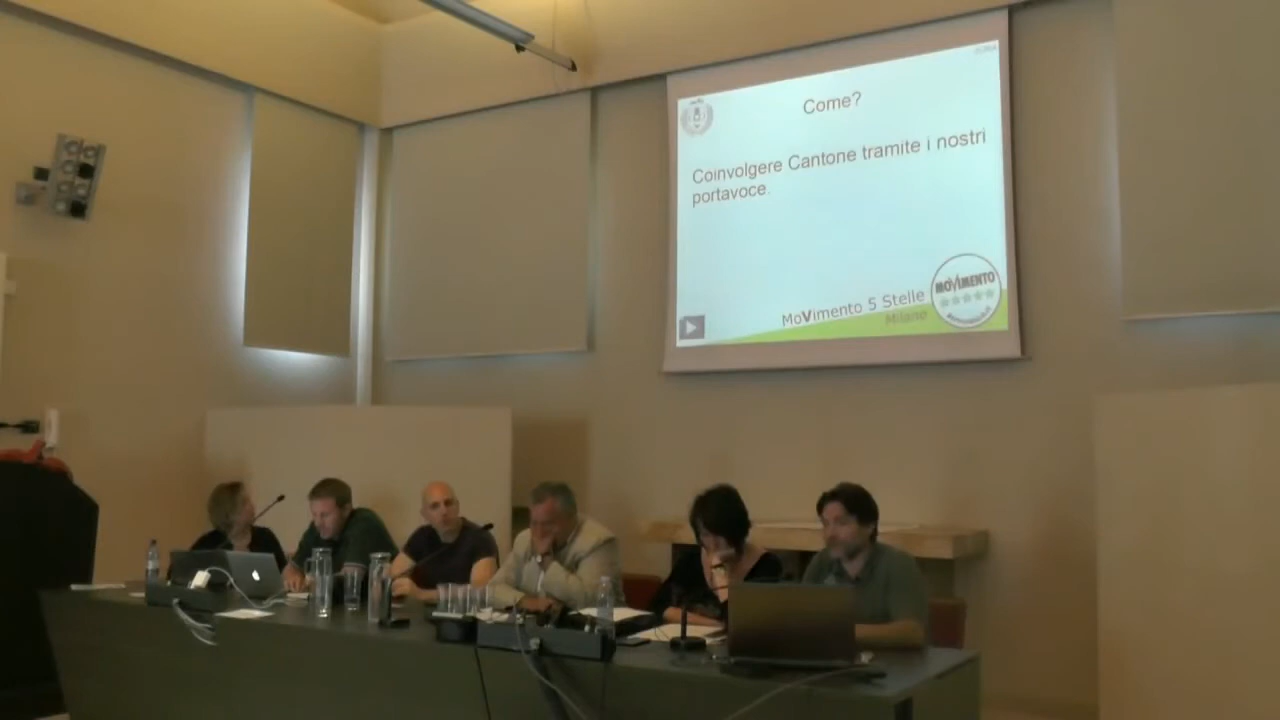 Come?
Coinvolgere Cantone tramite i nostri
portavoce.
MoVimento 5 Stelle
Milano
MOVIMENTO